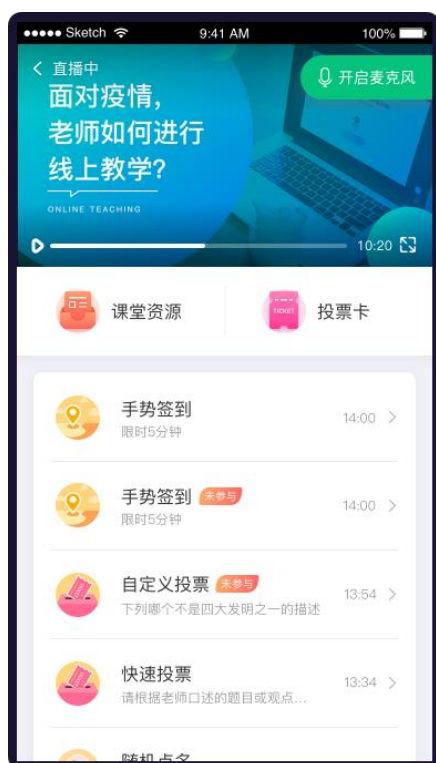 Sketch 9:41 AM 100%
直播中
开启麦克风
面对疫情，
老师如何进行
线上教学？
ONLINE TEACHING
10:20
课堂资源
TICKET 投票卡
手势签到
限时5分钟
14:00
手势签到 未参与
限时5分钟
14:00
自定义投票 未参与
下列哪个不是四大发明之一的描述
13:54
快速投票
请根据老师口述的题目或观点...
13:34
随机点名